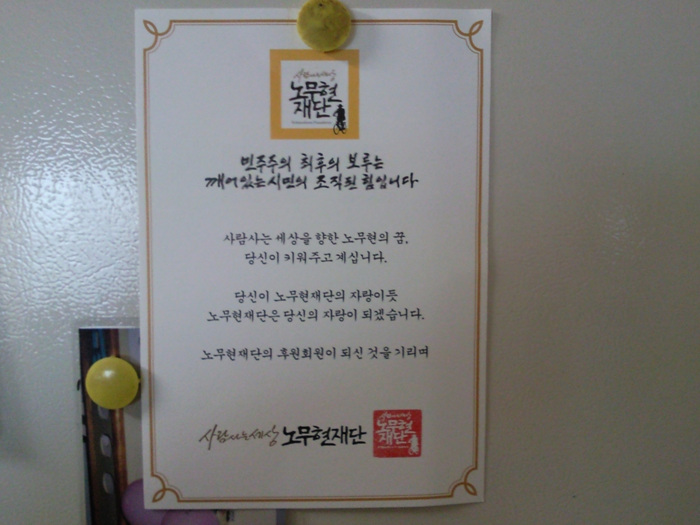 사람사는세상
노무현
재단
민주주의 최후의 보루는
깨어있는시민의 조직된 힘입니다
사람사는 세상을 향한 노무현의 꿈,
당신이 키워주고 계십니다.
당신이 노무현재단의 자랑이듯
노무현재단은 당신의 자랑이 되겠습니다.
노무현재단의 후원회원이 되신 것을 기리며
사람사는세상 노무현재단
사람사는세상
노무현
재단